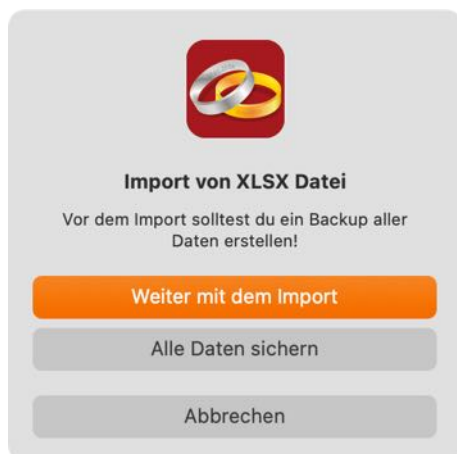 Import von XLSX Datei
Vor dem Import solltest du ein Backup aller
Daten erstellen!
Weiter mit dem Import
Alle Daten sichern
Abbrechen